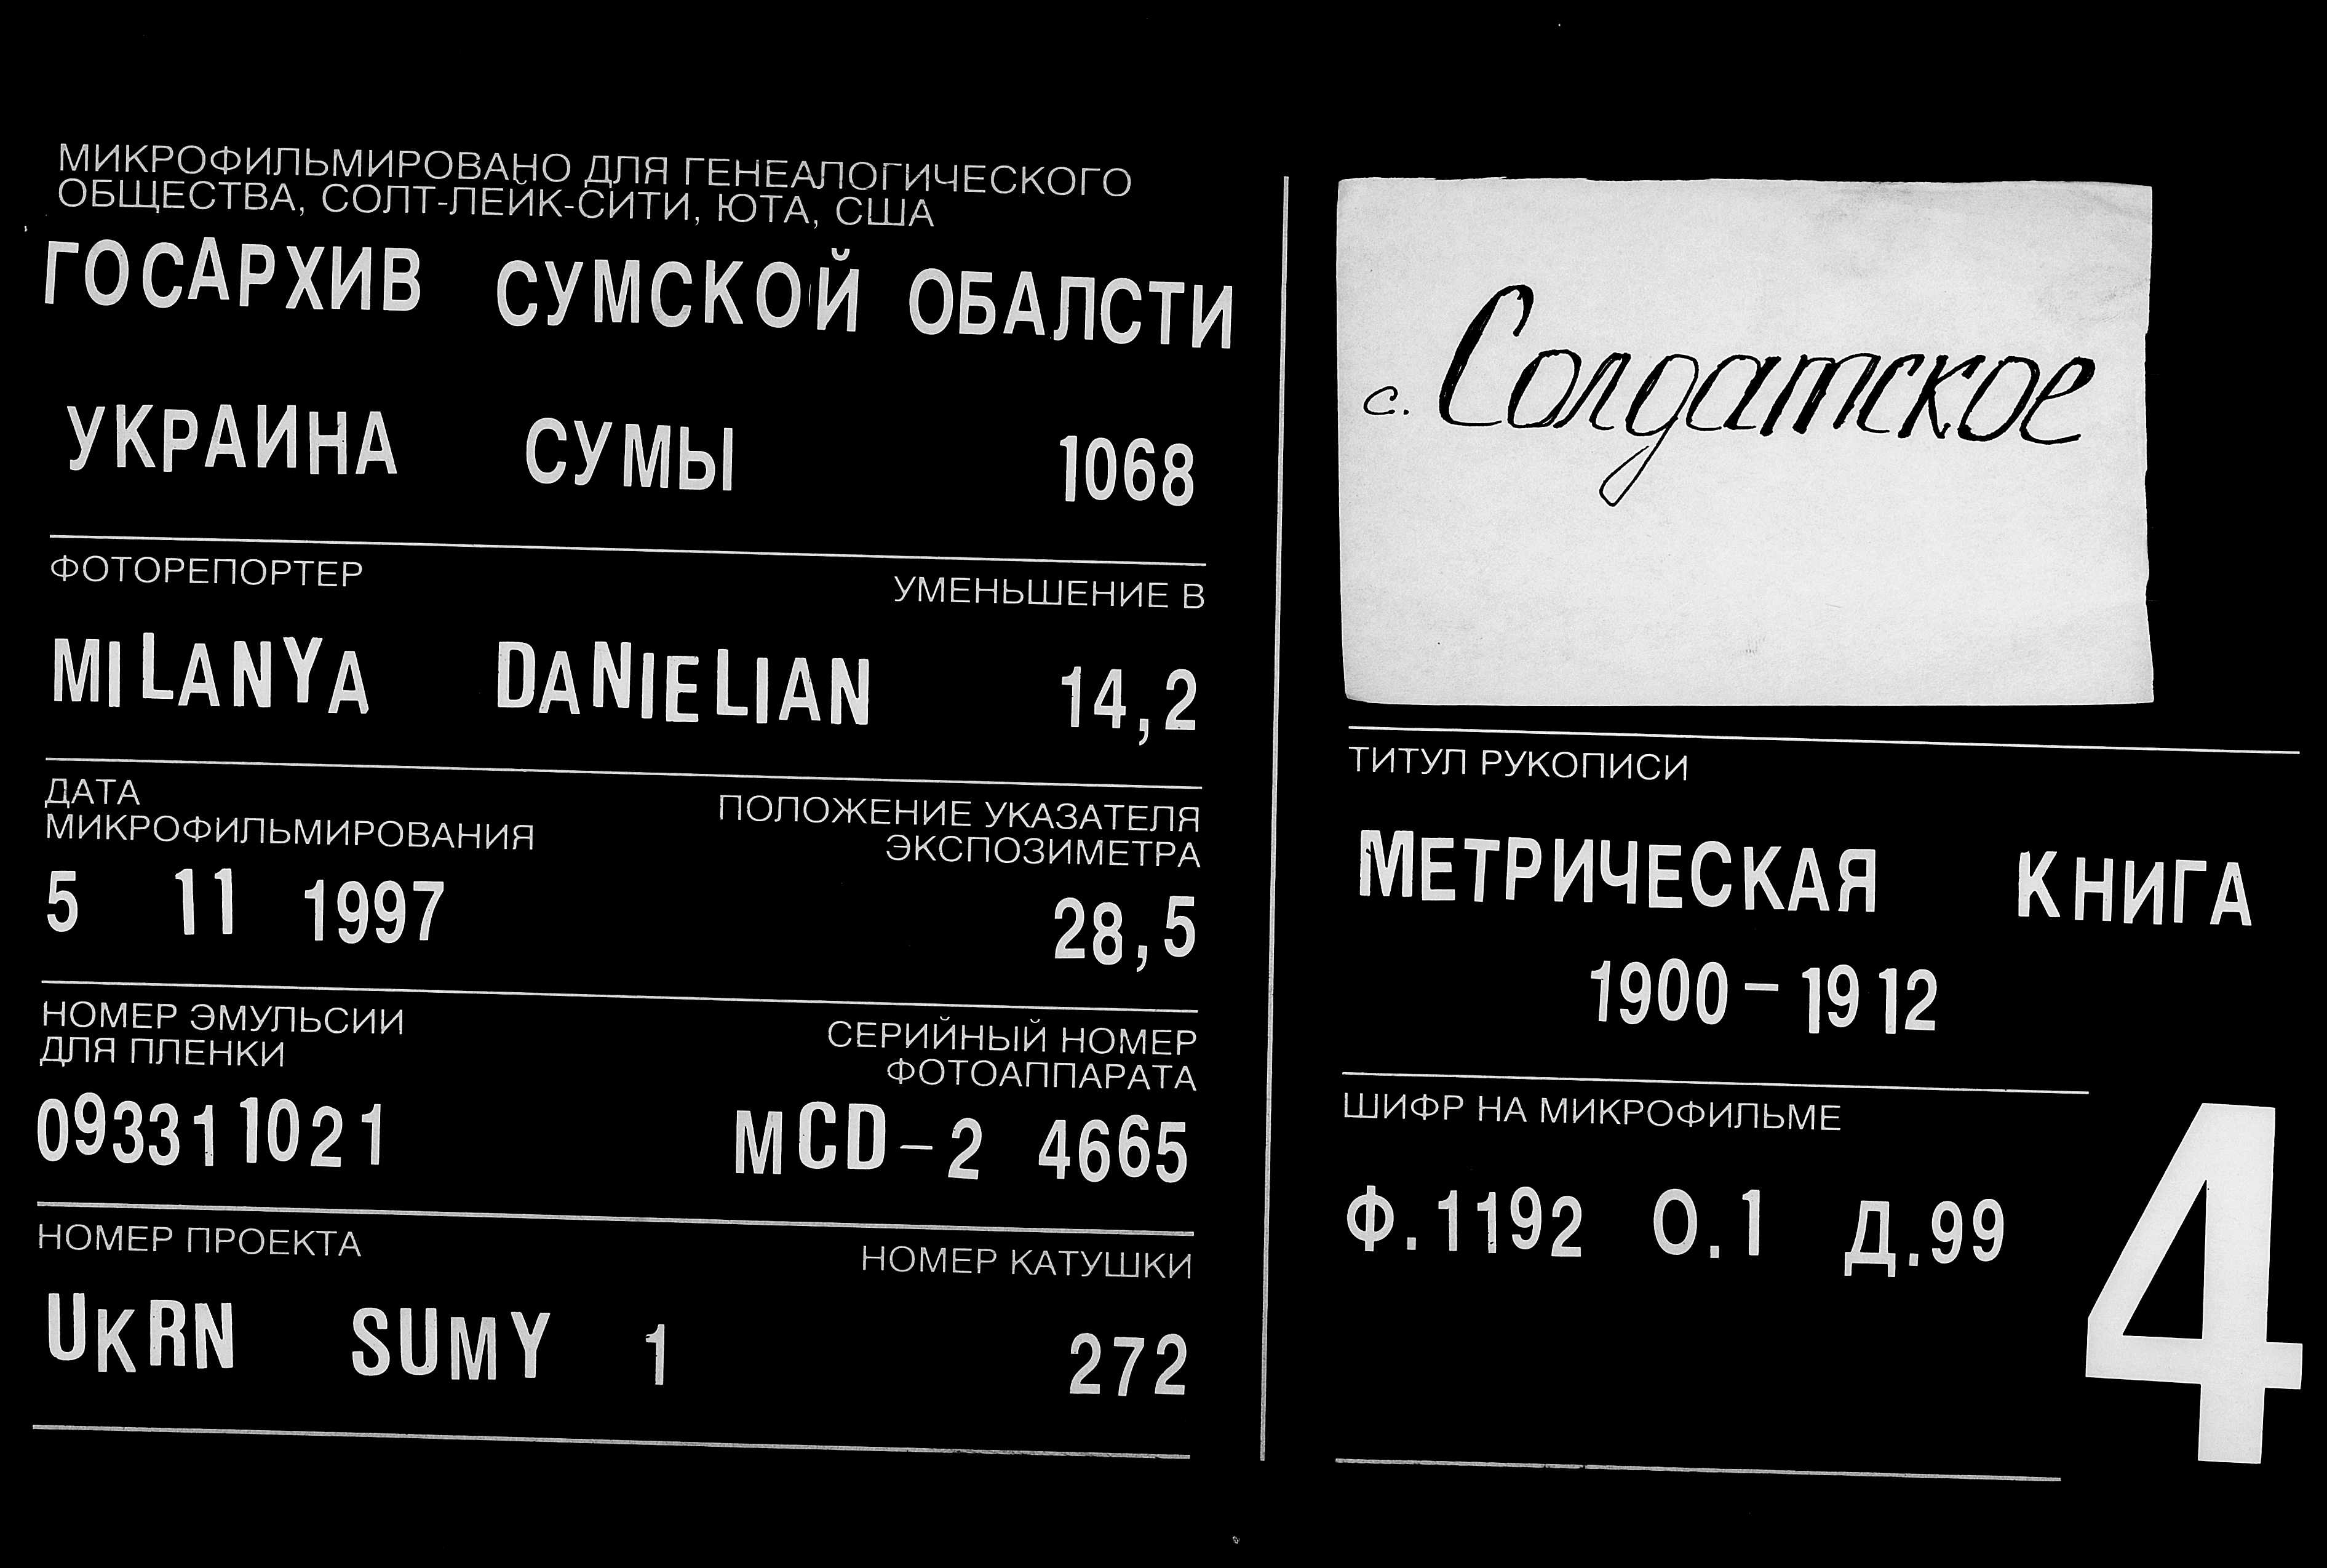 МИКРОФИЛЬМИРОВАНО ДЛЯ ГЕНЕАЛОГИЧЕСКОГО
ОБЩЕСТВА, СОЛТ-ЛЕЙК-СИТИ, ЮТА, США
ГОСАРХИВ СУМСКОЙ ОБАЛСТИ
УКРАИНА СУМЫ 1068
ФОТОРЕПОРТЕР УМЕНЬШЕНИЕ В
MILANYA DANIELIAN 14,2
ДАТА
МИКРОФИЛЬМИРОВАНИЯ
ПОЛОЖЕНИЕ УКАЗАТЕЛЯ
ЭКСПОЗИМЕТРА
5 11 1997 28,5
НОМЕР ЭМУЛЬСИИ
ДЛЯ ПЛЕНКИ
СЕРИЙНЫЙ НОМЕР
ФОТОАППАРАТА
093311021 MCD-2 4665
НОМЕР ПРОЕКТА НОМЕР КАТУШКИ
UKRN SUMY 1 272
с. Солдатское
ТИТУЛ РУКОПИСИ
МЕТРИЧЕСКАЯ КНИГА
1900-1912
ШИФР НА МИКРОФИЛЬМЕ
Ф.1192 О.1 Д.99
4